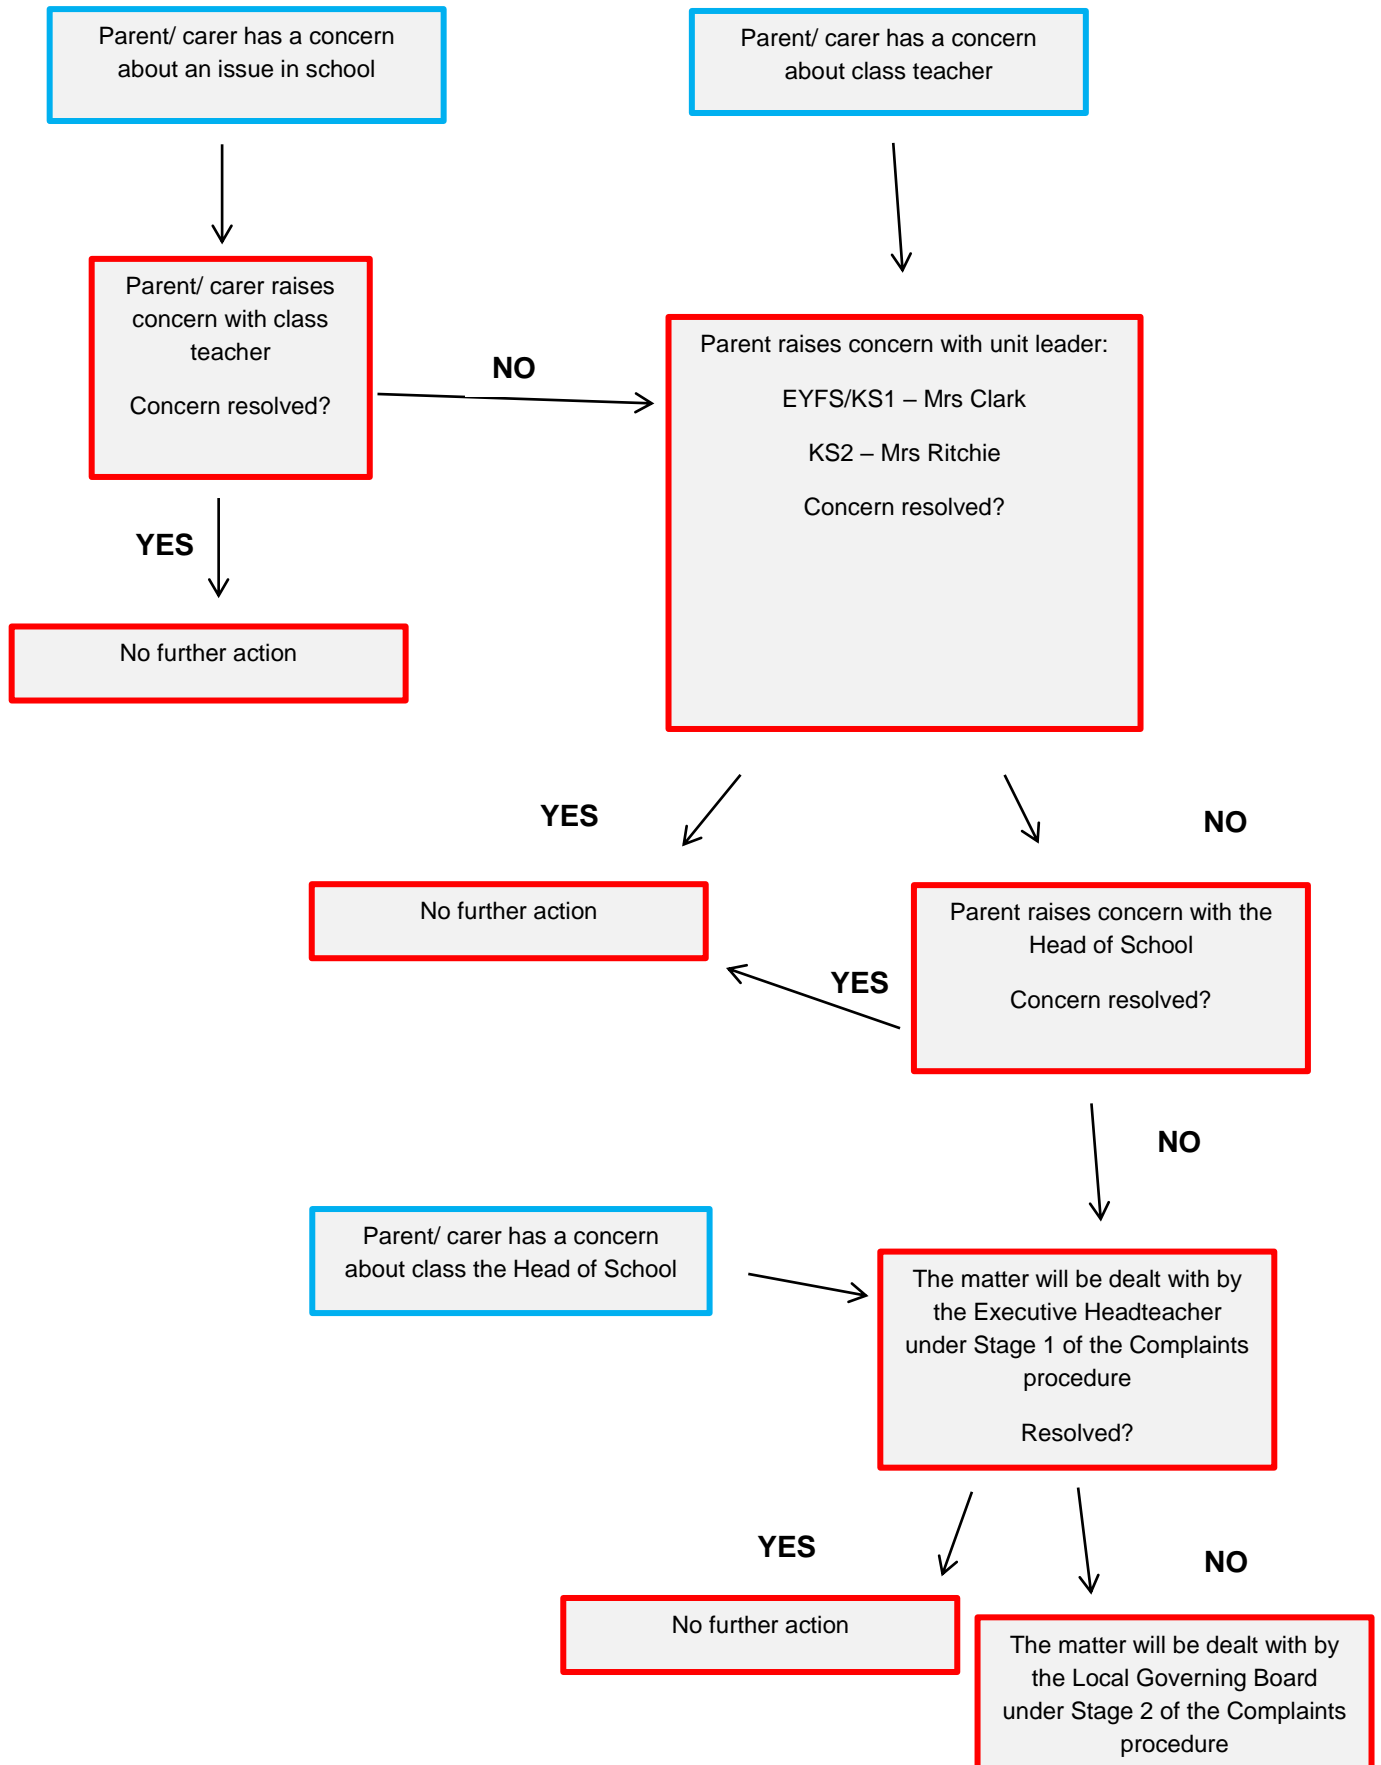 Parent/ carer has a concern
about an issue in school
Parent/ carer has a concern
about class teacher
Parent/ carer raises
concern with class
teacher
Concern resolved?
NO
Parent raises concern with unit leader:
EYFS/KS1 – Mrs Clark
KS2 – Mrs Ritchie
Concern resolved?
YES
No further action
YES
NO
No further action
Parent raises concern with the
Head of School
Concern resolved?
YES
NO
Parent/ carer has a concern
about class the Head of School
The matter will be dealt with by
the Executive Headteacher
under Stage 1 of the Complaints
procedure
Resolved?
YES
NO
No further action
The matter will be dealt with by
the Local Governing Board
under Stage 2 of the Complaints
procedure